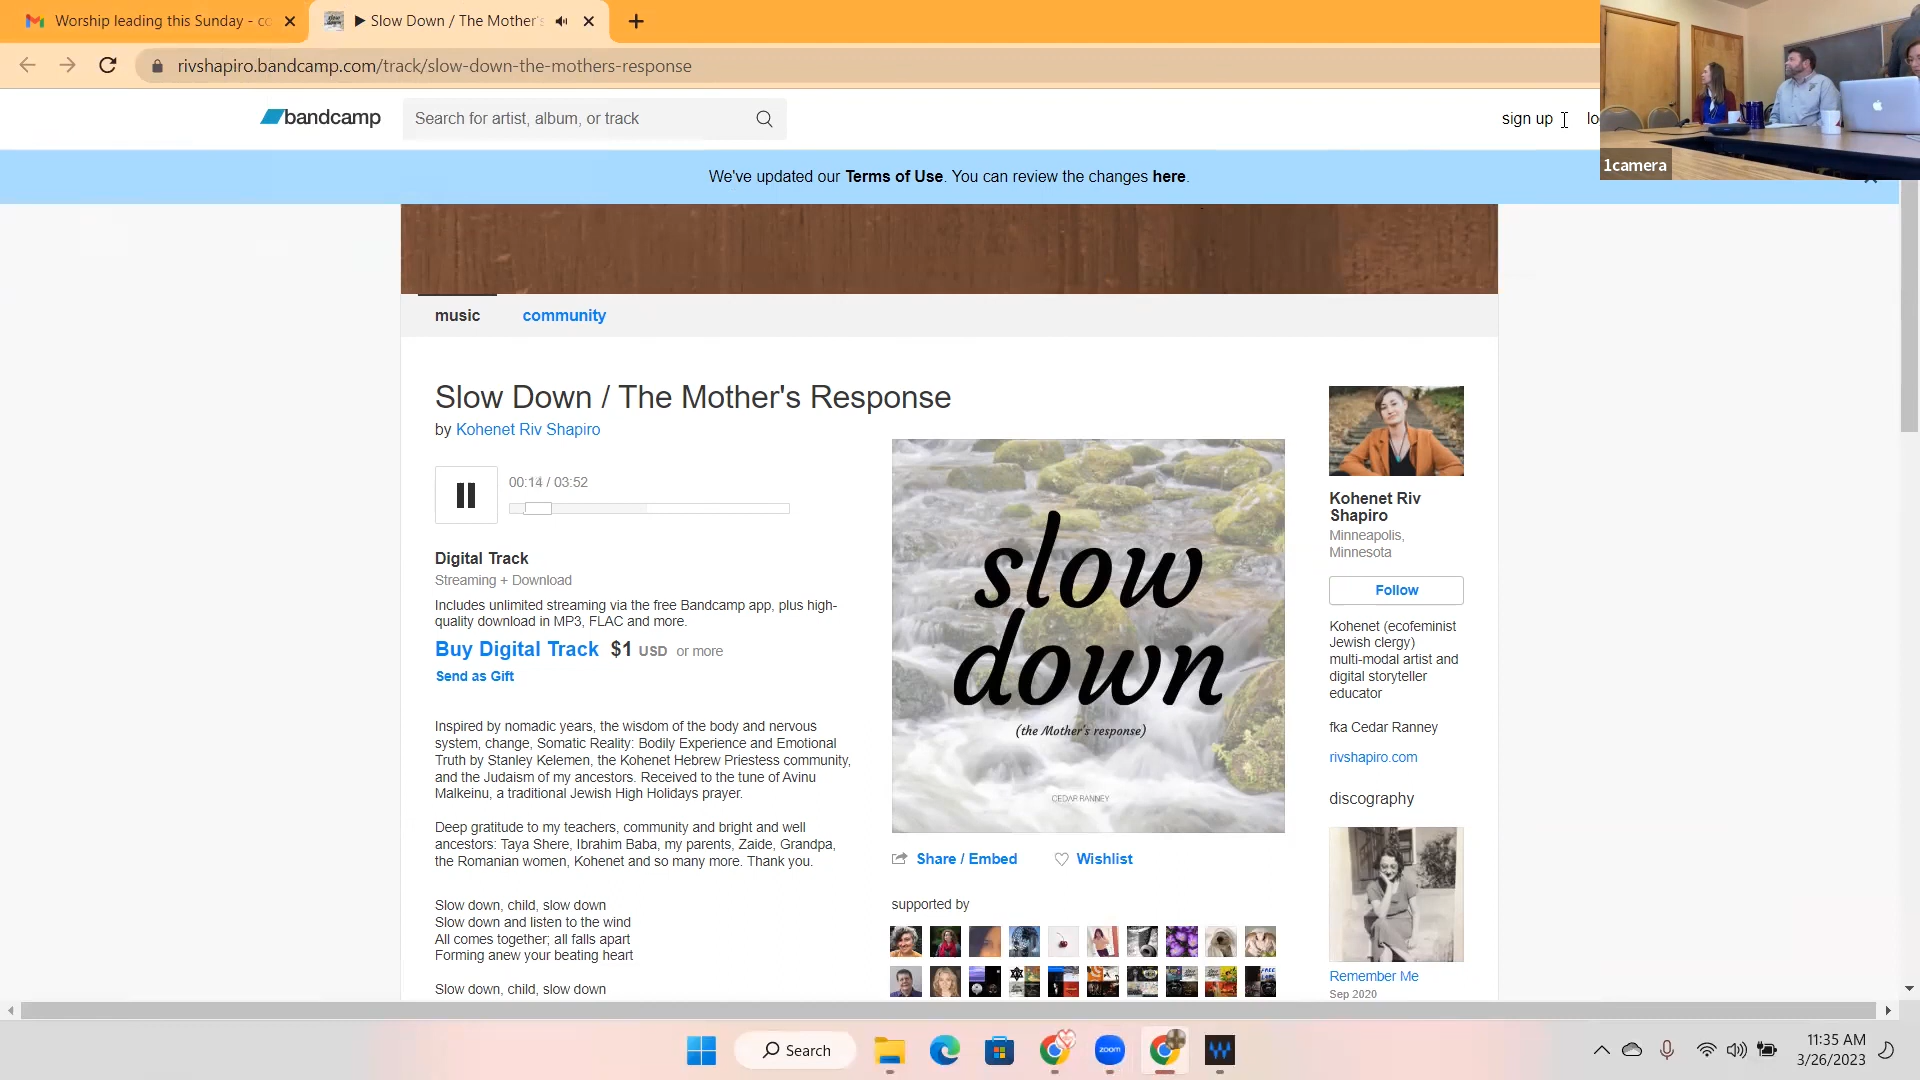 Worship leading this Sunday - co
▶ Slow Down / The Mother's
rivshapiro.bandcamp.com/track/slow-down-the-mothers-response
bandcamp
Search for artist, album, or track
sign up
lo
1camera
We've updated our Terms of Use. You can review the changes here.
music
community
Slow Down / The Mother's Response
by Kohenet Riv Shapiro
00:14 / 03:52
Digital Track
Streaming + Download
Includes unlimited streaming via the free Bandcamp app, plus high-
quality download in MP3, FLAC and more.
Buy Digital Track $1 USD or more
Send as Gift
Inspired by nomadic years, the wisdom of the body and nervous
system, change, Somatic Reality: Bodily Experience and Emotional
Truth by Stanley Kelemen, the Kohenet Hebrew Priestess community,
and the Judaism of my ancestors. Received to the tune of Avinu
Malkeinu, a traditional Jewish High Holidays prayer.
Deep gratitude to my teachers, community and bright and well
ancestors: Taya Shere, Ibrahim Baba, my parents, Zaide, Grandpa,
the Romanian women, Kohenet and so many more. Thank you.
Slow down, child, slow down
Slow down and listen to the wind
All comes together; all falls apart
Forming anew your beating heart
Slow down, child, slow down
slow
down
(the Mother's response)
CEDAR RANNEY
Share / Embed
Wishlist
supported by
Kohenet Riv
Shapiro
Minneapolis,
Minnesota
Follow
Kohenet (ecofeminist
Jewish clergy)
multi-modal artist and
digital storyteller
educator
fka Cedar Ranney
rivshapiro.com
discography
Remember Me
Sep 2020
Search
zoom
11:35 AM
3/26/2023